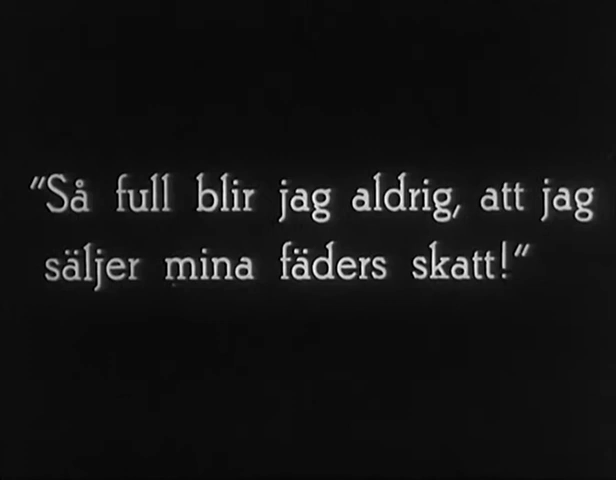 "Så full blir jag aldrig, att jag
säljer mina fäders skatt!"